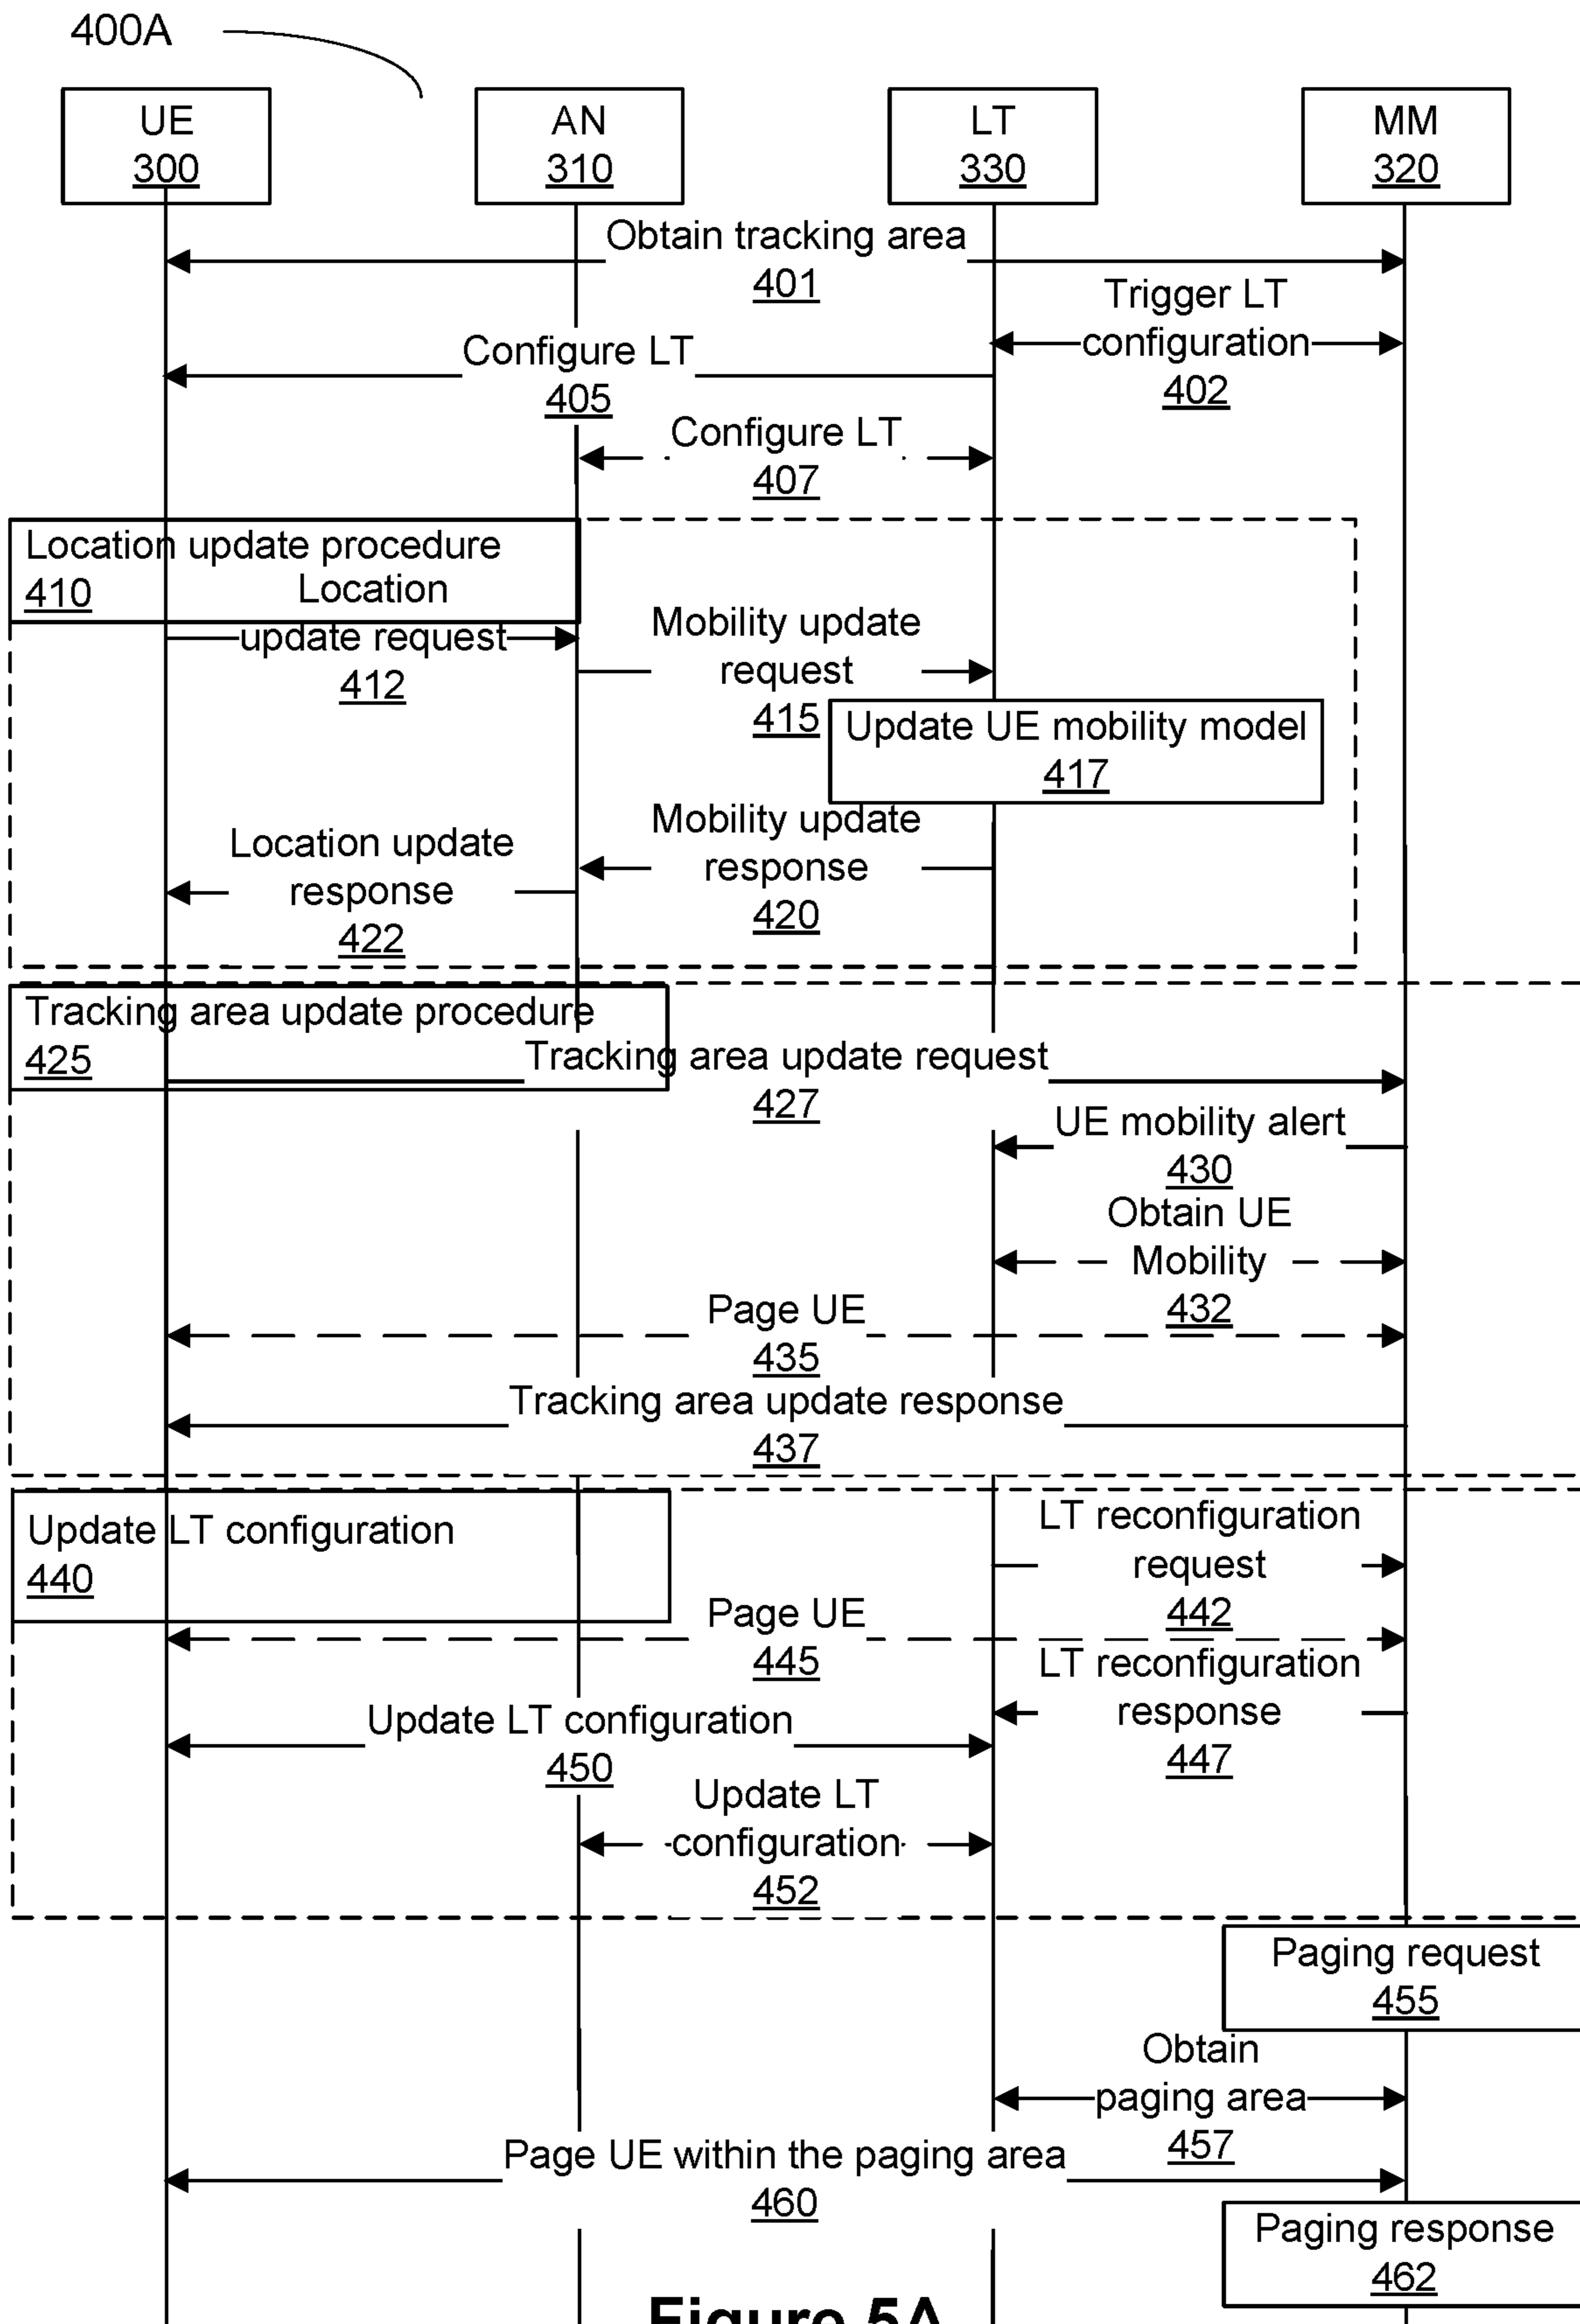 400A
UE
300
AN
310
LT
330
MM
320
Obtain tracking area
401
Trigger LT
configuration
402
Configure LT
405
Configure LT
407
Location update procedure
410
Location
update request
412
Mobility update
request
415
Update UE mobility model
417
Mobility update
response
420
Location update
response
422
Tracking area update procedure
425
Tracking area update request
427
UE mobility alert
430
Obtain UE
Mobility
432
Page UE
435
Tracking area update response
437
Update LT configuration
440
LT reconfiguration
request
442
Page UE
445
LT reconfiguration
response
447
Update LT configuration
450
Update LT
configuration
452
Paging request
455
Obtain
paging area
457
Page UE within the paging area
460
Paging response
462
Figure 5A